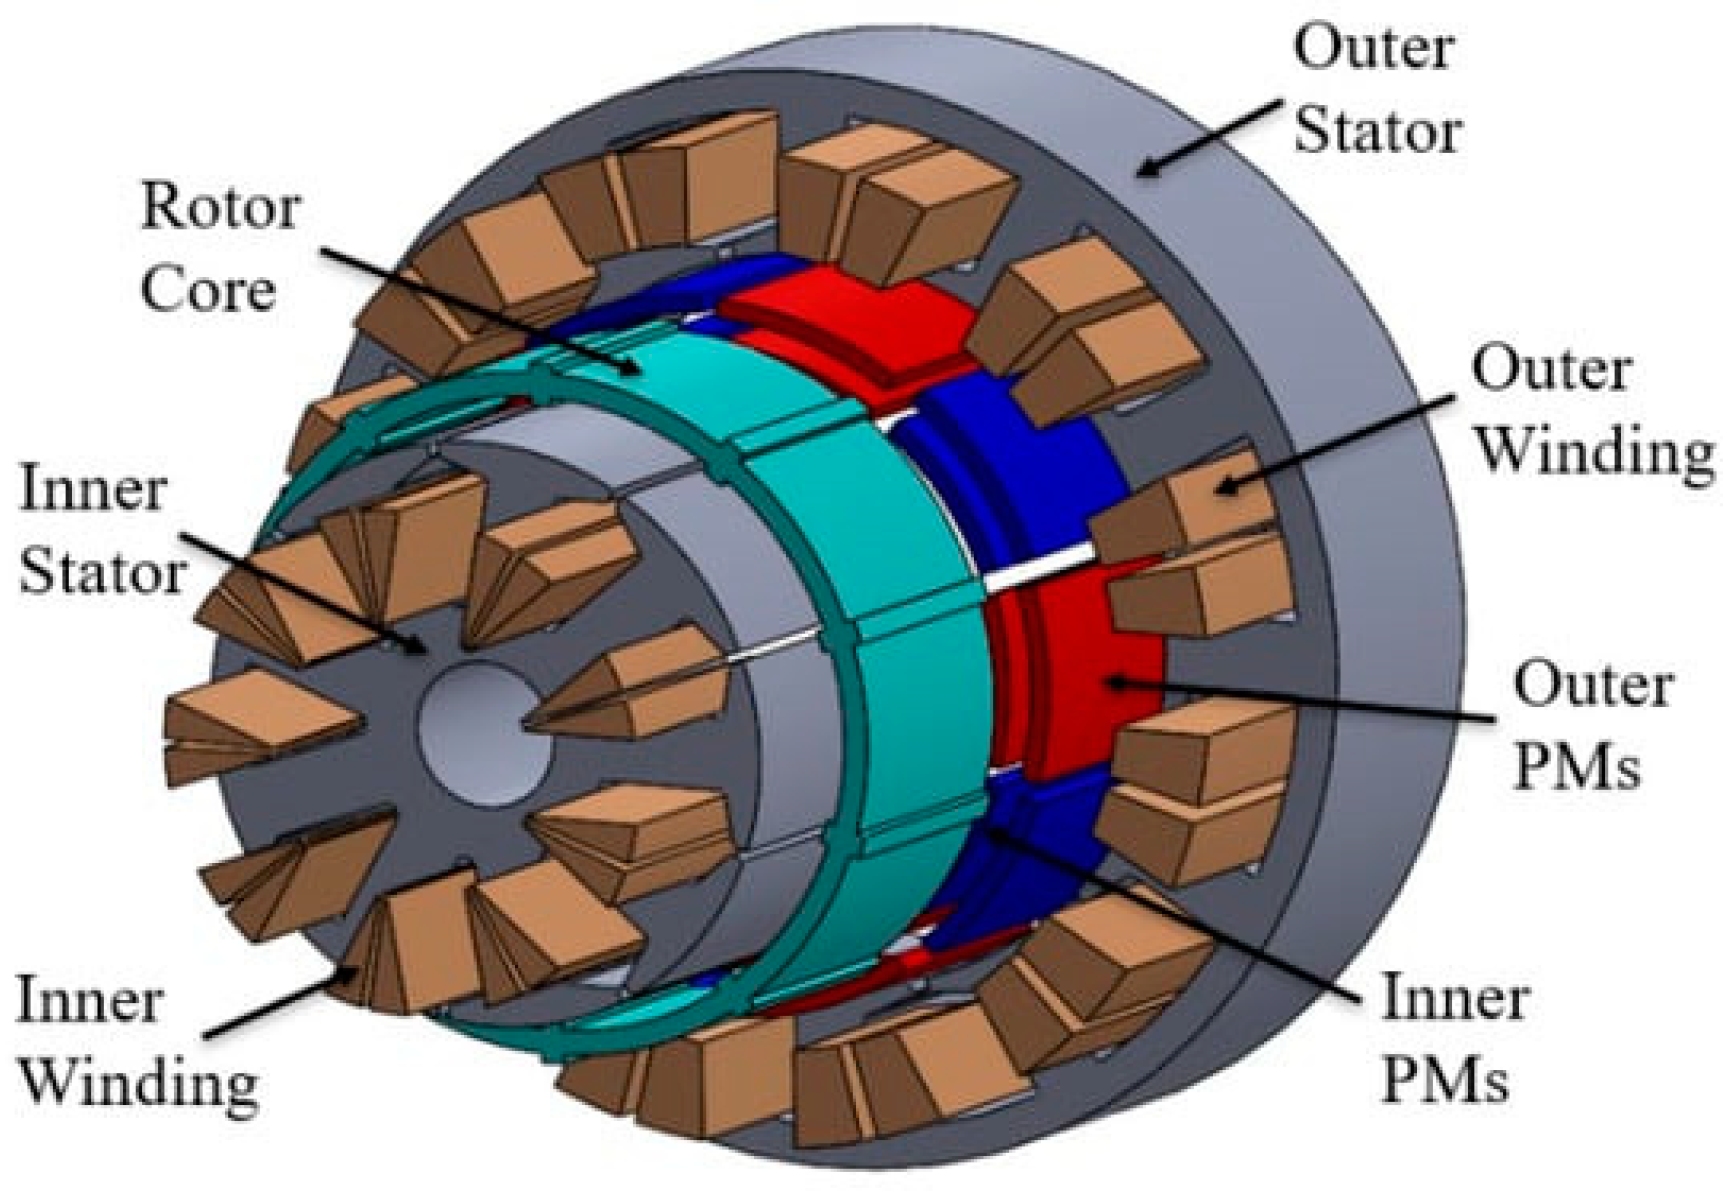 Outer
Stator
Rotor
Core
Outer
Winding
Inner
Stator
Outer
PMs
Inner
Winding
Inner
PMs